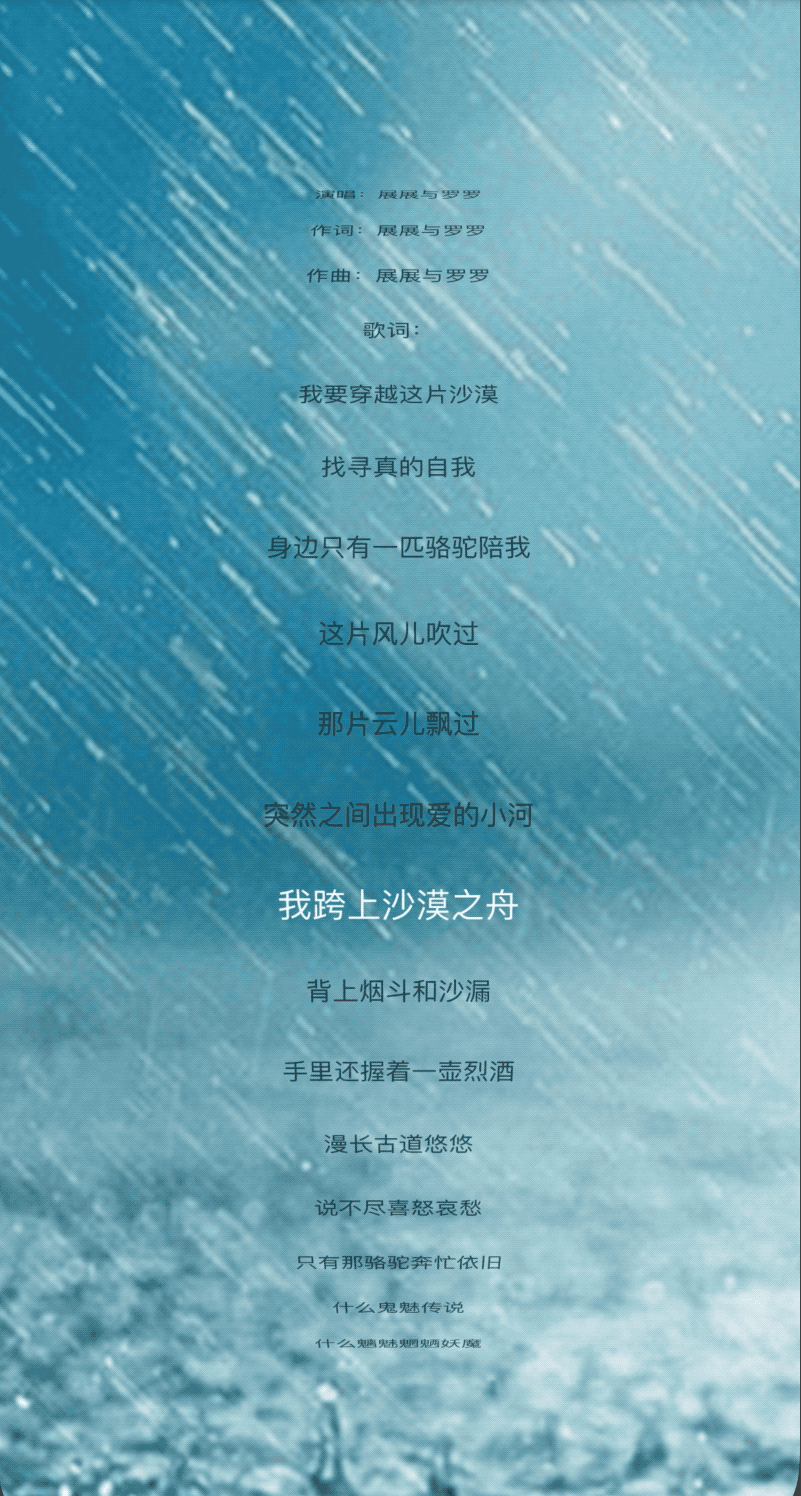 演唱：展展与罗罗
作词：展展与罗罗
作曲：展展与罗罗
歌词：
我要穿越这片沙漠
找寻真的自我
身边只有一匹骆驼陪我
这片风儿吹过
那片云儿飘过
突然之间出现爱的小河
我跨上沙漠之舟
背上烟斗和沙漏
手里还握着一壶烈酒
漫长古道悠悠
说不尽喜怒哀愁
只有那骆驼奔忙依旧
什么鬼魅传说
什么魑魅魍魉妖魔